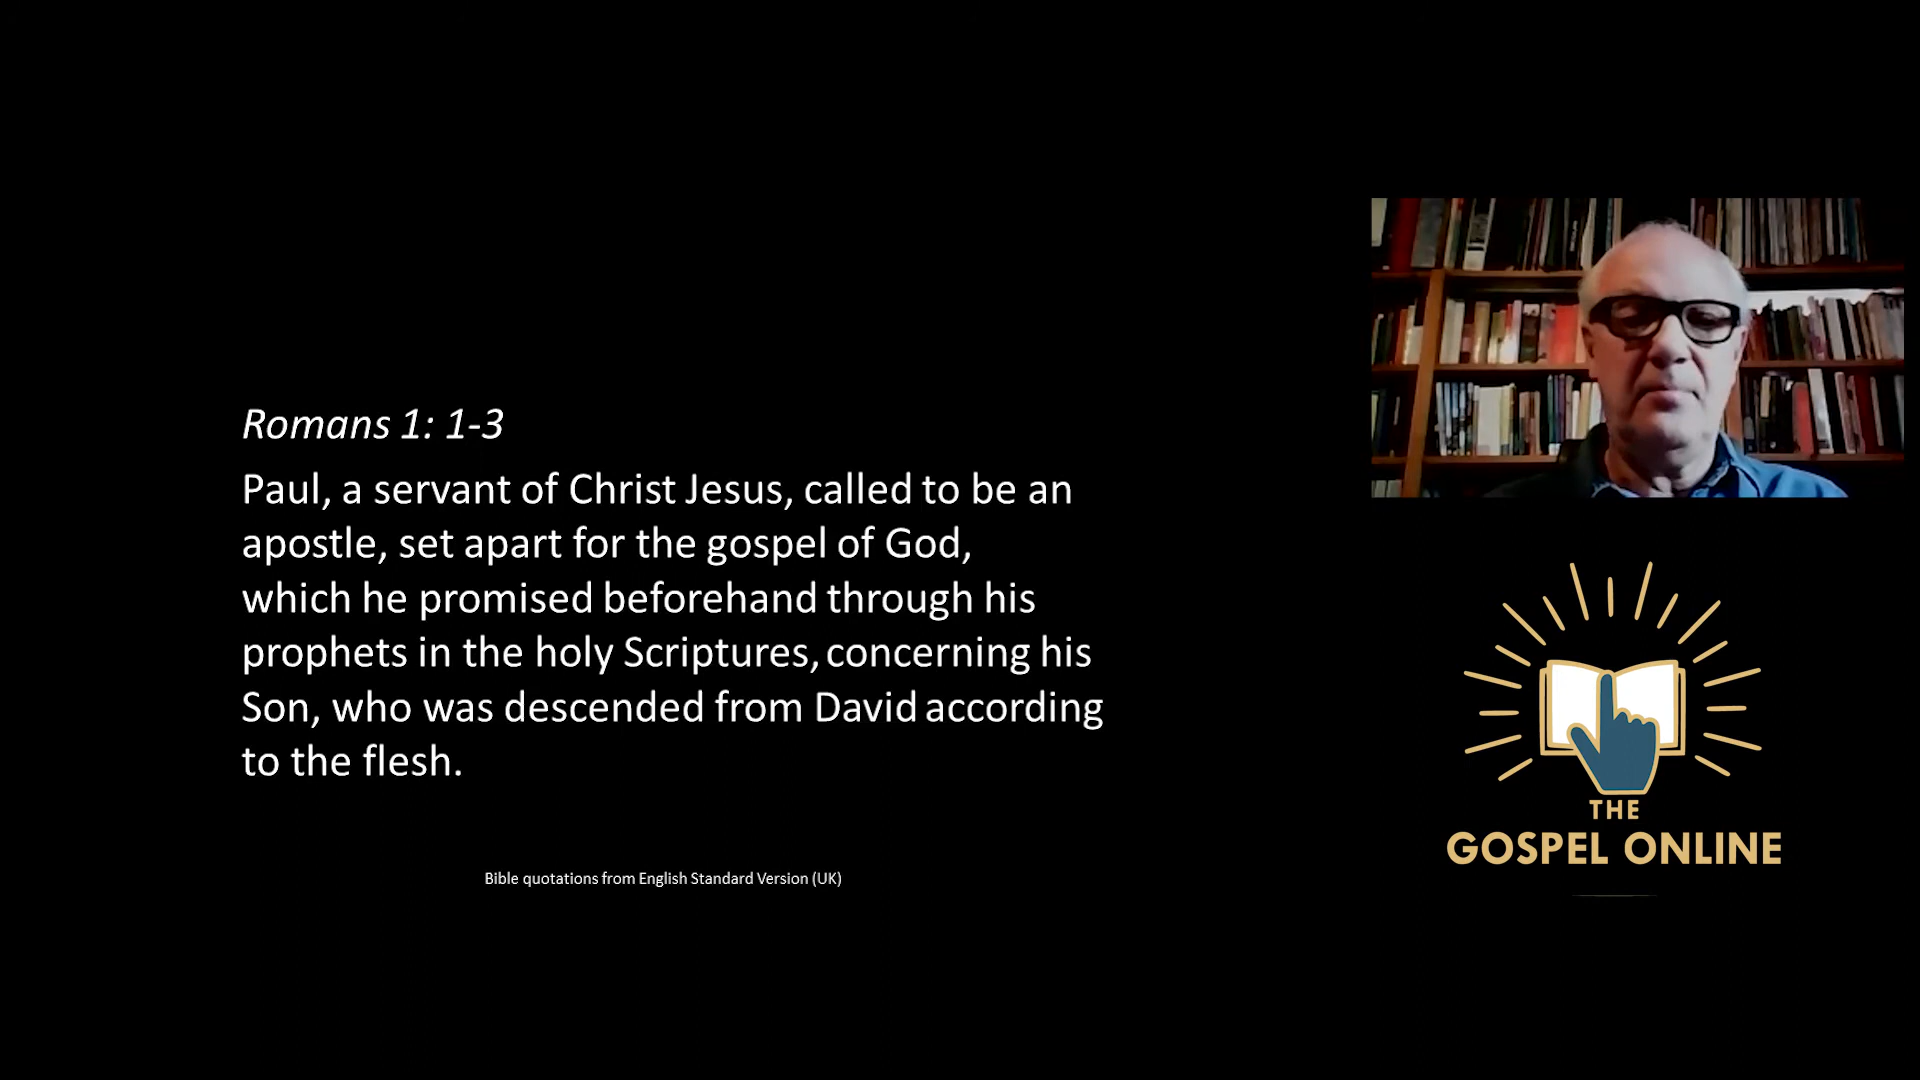 Romans 1: 1-3
Paul, a servant of Christ Jesus, called to be an
apostle, set apart for the gospel of God,
which he promised beforehand through his
prophets in the holy Scriptures, concerning his
Son, who was descended from David according
to the flesh.
Bible quotations from English Standard Version (UK)
THE
GOSPEL ONLINE